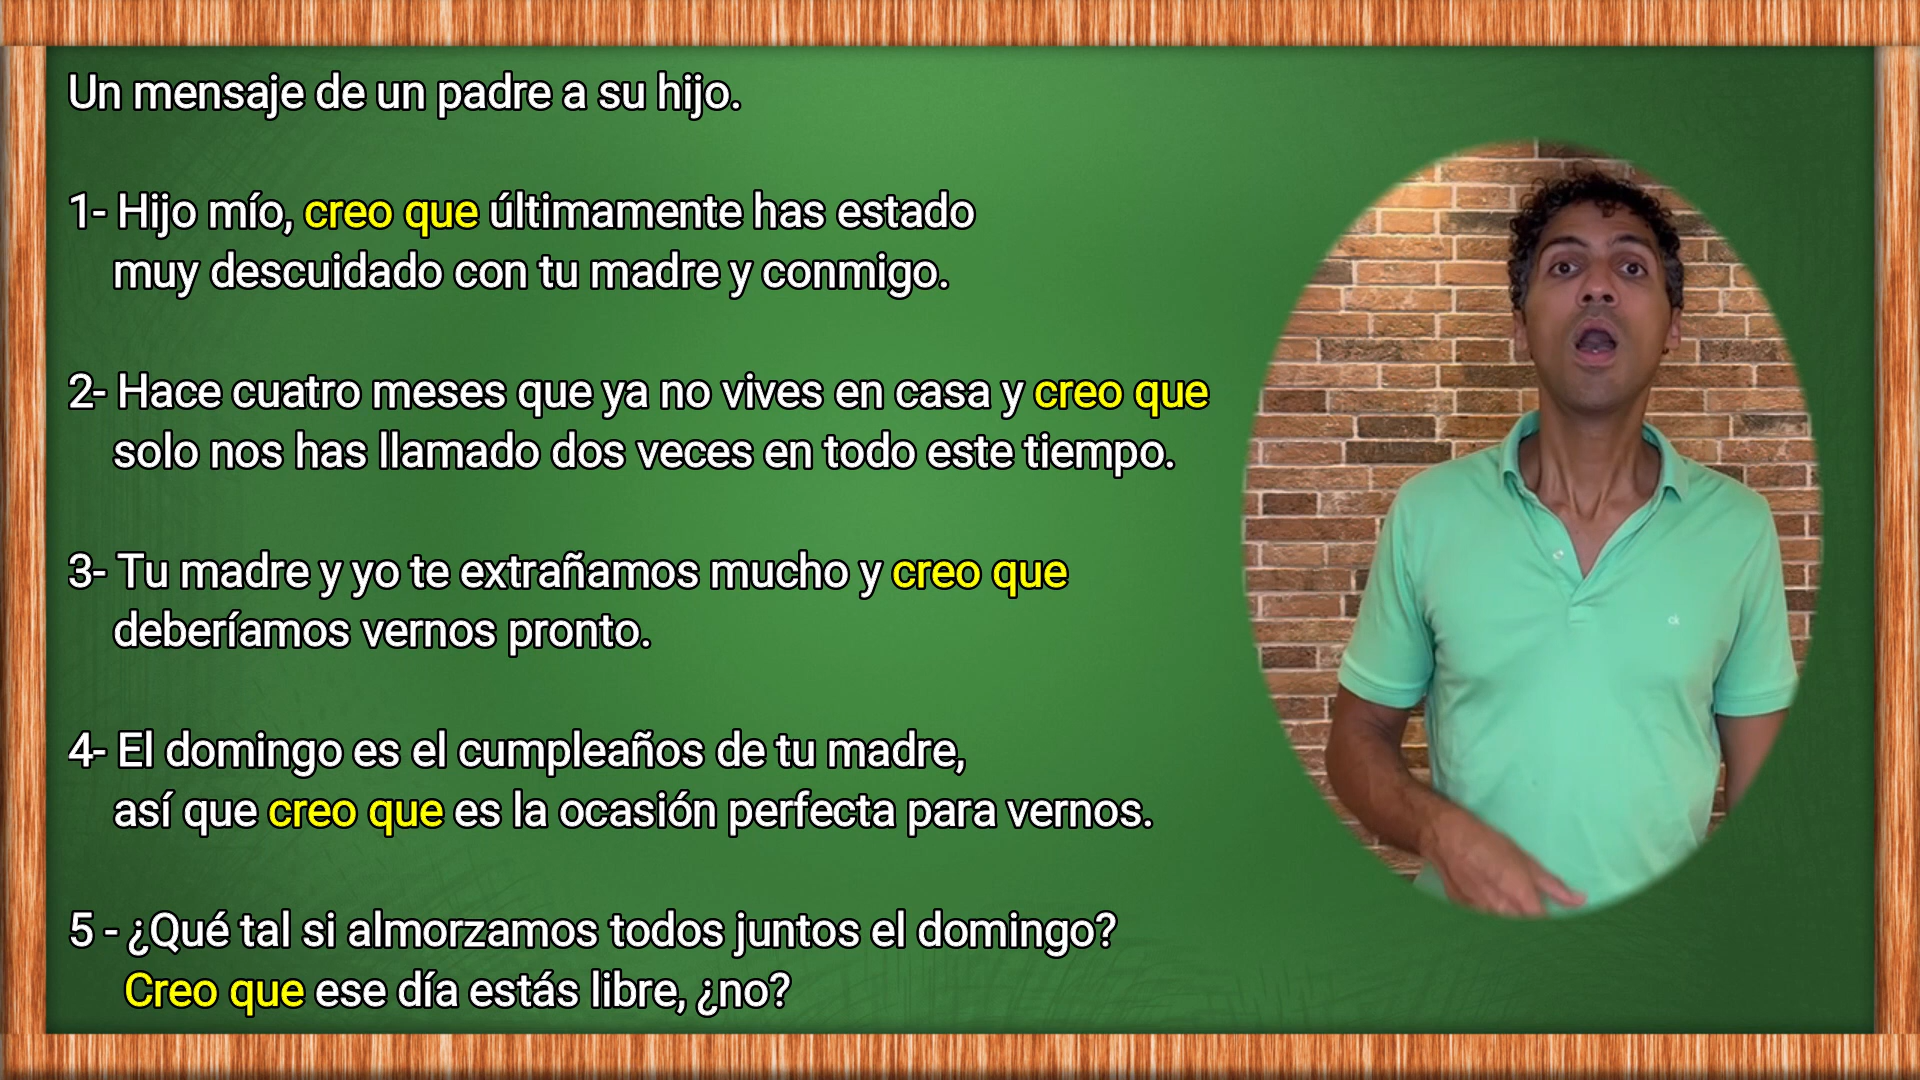 Un mensaje de un padre a su hijo.
1- Hijo mío, creo que últimamente has estado
muy descuidado con tu madre y conmigo.
2- Hace cuatro meses que ya no vives en casa y creo que
solo nos has llamado dos veces en todo este tiempo.
3- Tu madre y yo te extrañamos mucho y creo que
deberíamos vernos pronto.
4- El domingo es el cumpleaños de tu madre,
así que creo que es la ocasión perfecta para vernos.
5 - ¿Qué tal si almorzamos todos juntos el domingo?
Creo que ese día estás libre, ¿no?
ck